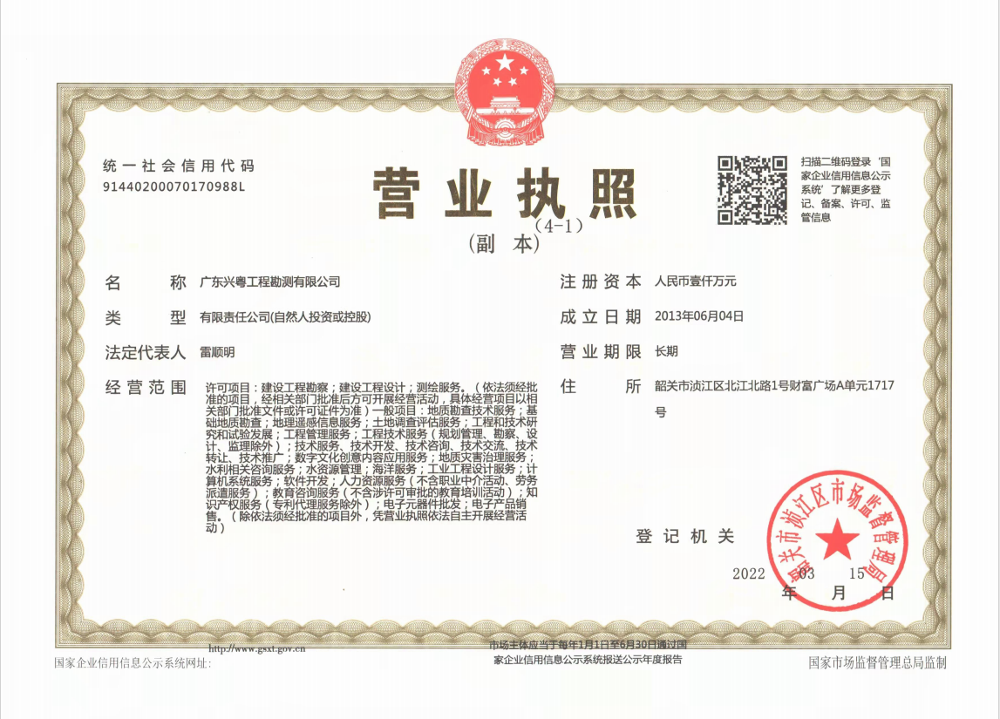 统一社会信用代码
91440200070170988L
营业执照
(4-1)
(副 本)
扫描二维码登录‘国
家企业信用信息公示
系统’了解更多登
记、备案、许可、监
管信息
名 称 广东兴粤工程勘测有限公司
类 型 有限责任公司(自然人投资或控股)
法定代表人 雷顺明
经营范围 许可项目：建设工程勘察；建设工程设计；测绘服务。（依法须经批
准的项目，经相关部门批准后方可开展经营活动，具体经营项目以相
关部门批准文件或许可证件为准）一般项目：地质勘查技术服务；基
础地质勘查；地理遥感信息服务；土地调查评估服务；工程和技术研
究和试验发展；工程管理服务；工程技术服务（规划管理、勘察、设
计、监理除外）；技术服务、技术开发、技术咨询、技术交流、技术
转让、技术推广；数字文化创意内容应用服务；地质灾害治理服务；
水利相关咨询服务；水资源管理；海洋服务；工业工程设计服务；计
算机系统服务；软件开发；人力资源服务（不含职业中介活动、劳务
派遣服务）；教育咨询服务（不含涉许可审批的教育培训活动）；知
识产权服务（专利代理服务除外）；电子元器件批发；电子产品销
售。（除依法须经批准的项目外，凭营业执照依法自主开展经营活
动）
注册资本 人民币壹仟万元
成立日期 2013年06月04日
营业期限 长期
住 所 韶关市浈江区北江北路1号财富广场A单元1717
号
登记机关
韶关市浈江区市场监督管理局
2022 03 15
年 月 日
http://www.gsxt.gov.cn
国家企业信用信息公示系统网址:
市场主体应当于每年1月1日至6月30日通过国
家企业信用信息公示系统报送公示年度报告
国家市场监督管理总局监制